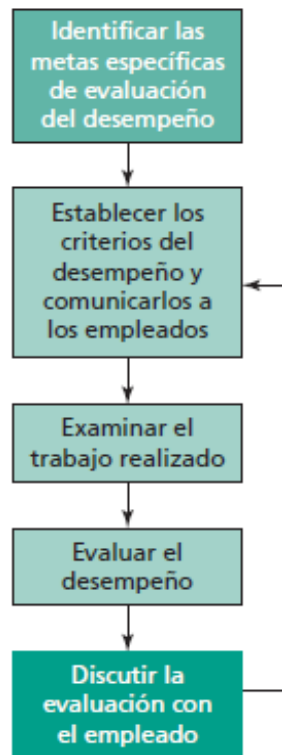 Identificar las
metas específicas
de evaluación
del desempeño
Establecer los
criterios del
desempeño y
comunicarlos a
los empleados
Examinar el
trabajo realizado
Evaluar el
desempeño
Discutir la
evaluación con
el empleado